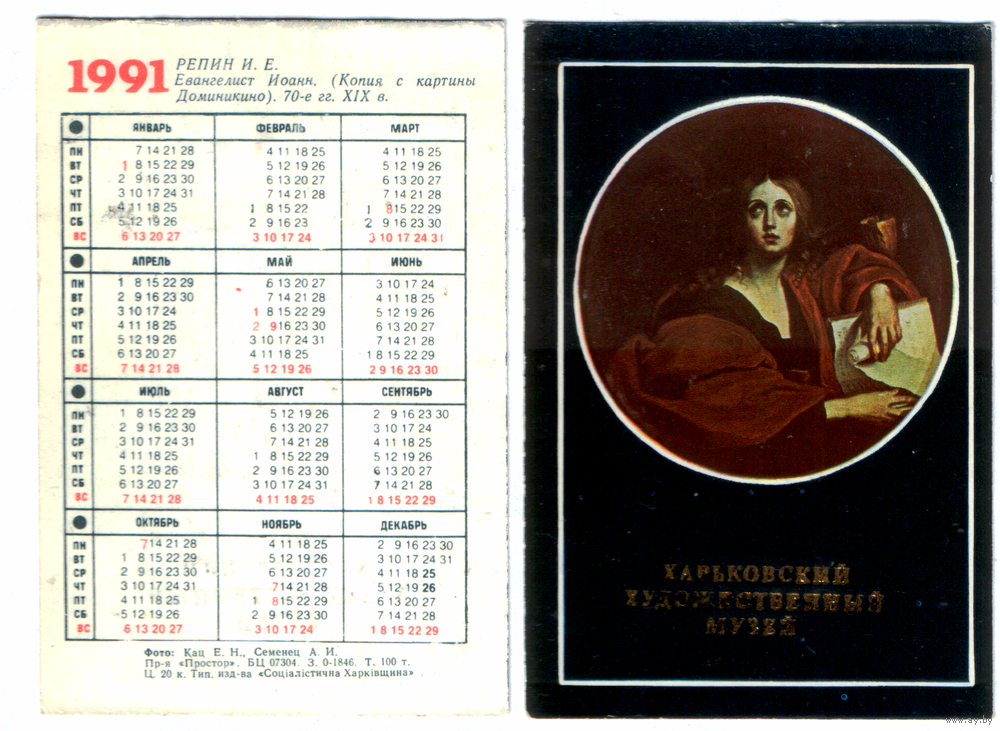 1991
РЕПИН И. Е.
Евангелист Иоанн. (Копия с картины
Доминикино). 70-е гг. XIX в.
ЯНВАРЬ ФЕВРАЛЬ МАРТ
ПН 7 14 21 28 4 11 18 25 4 11 18 25
ВТ 1 8 15 22 29 5 12 19 26 5 12 19 26
СР 2 9 16 23 30 6 13 20 27 6 13 20 27
ЧТ 3 10 17 24 31 7 14 21 28 7 14 21 28
ПТ 4 11 18 25 1 8 15 22 1 8 15 22 29
СБ 5 12 19 26 2 9 16 23 2 9 16 23 30
ВС 6 13 20 27 3 10 17 24 3 10 17 24 31
АПРЕЛЬ МАЙ ИЮНЬ
ПН 1 8 15 22 29 6 13 20 27 3 10 17 24
ВТ 2 9 16 23 30 7 14 21 28 4 11 18 25
СР 3 10 17 24 1 8 15 22 29 5 12 19 26
ЧТ 4 11 18 25 2 9 16 23 30 6 13 20 27
ПТ 5 12 19 26 3 10 17 24 31 7 14 21 28
СБ 6 13 20 27 4 11 18 25 1 8 15 22 29
ВС 7 14 21 28 5 12 19 26 2 9 16 23 30
ИЮЛЬ АВГУСТ СЕНТЯБРЬ
ПН 1 8 15 22 29 5 12 19 26 2 9 16 23 30
ВТ 2 9 16 23 30 6 13 20 27 3 10 17 24
СР 3 10 17 24 31 7 14 21 28 4 11 18 25
ЧТ 4 11 18 25 1 8 15 22 29 5 12 19 26
ПТ 5 12 19 26 2 9 16 23 30 6 13 20 27
СБ 6 13 20 27 3 10 17 24 31 7 14 21 28
ВС 7 14 21 28 4 11 18 25 1 8 15 22 29
ОКТЯБРЬ НОЯБРЬ ДЕКАБРЬ
ПН 7 14 21 28 4 11 18 25 2 9 16 23 30
ВТ 1 8 15 22 29 5 12 19 26 3 10 17 24 31
СР 2 9 16 23 30 6 13 20 27 4 11 18 25
ЧТ 3 10 17 24 31 7 14 21 28 5 12 19 26
ПТ 4 11 18 25 1 8 15 22 29 6 13 20 27
СБ 5 12 19 26 2 9 16 23 30 7 14 21 28
ВС 6 13 20 27 3 10 17 24 1 8 15 22 29
Фото: Кац Е. Н., Семенец А. И.
Пр-я «Простор». БЦ 07304. З. 0-1846. Т. 100 т.
Ц. 20 к. Тип. изд-ва «Соціалістична Харківщина» .
ХАРЬКОВСКИЙ
ХУДОЖЕСТВЕННЫЙ
МУЗЕЙ
www.ay.by